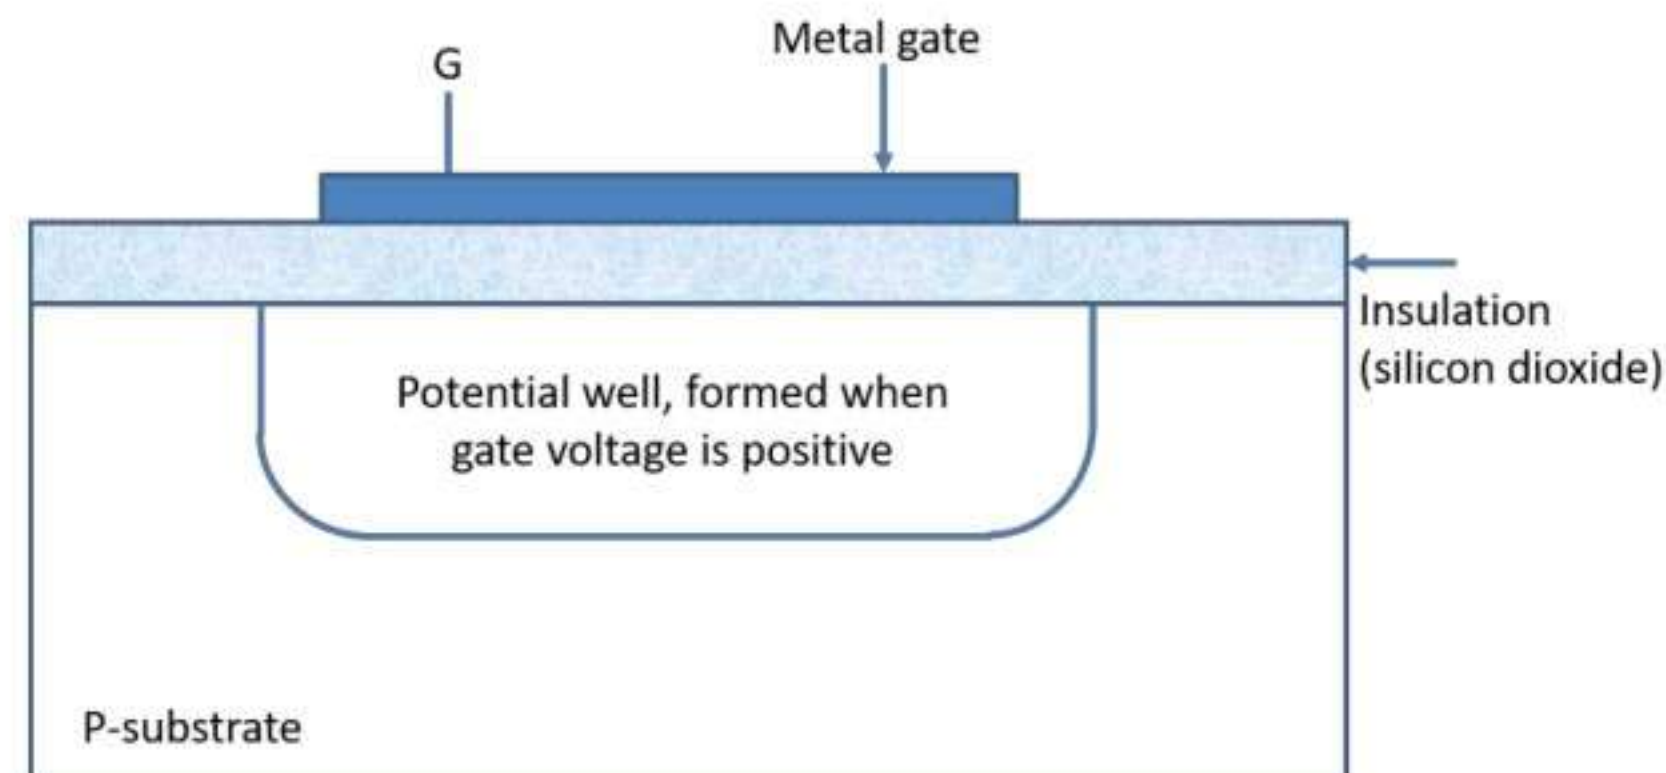 G
Metal gate
Insulation
(silicon dioxide)
Potential well, formed when
gate voltage is positive
P-substrate